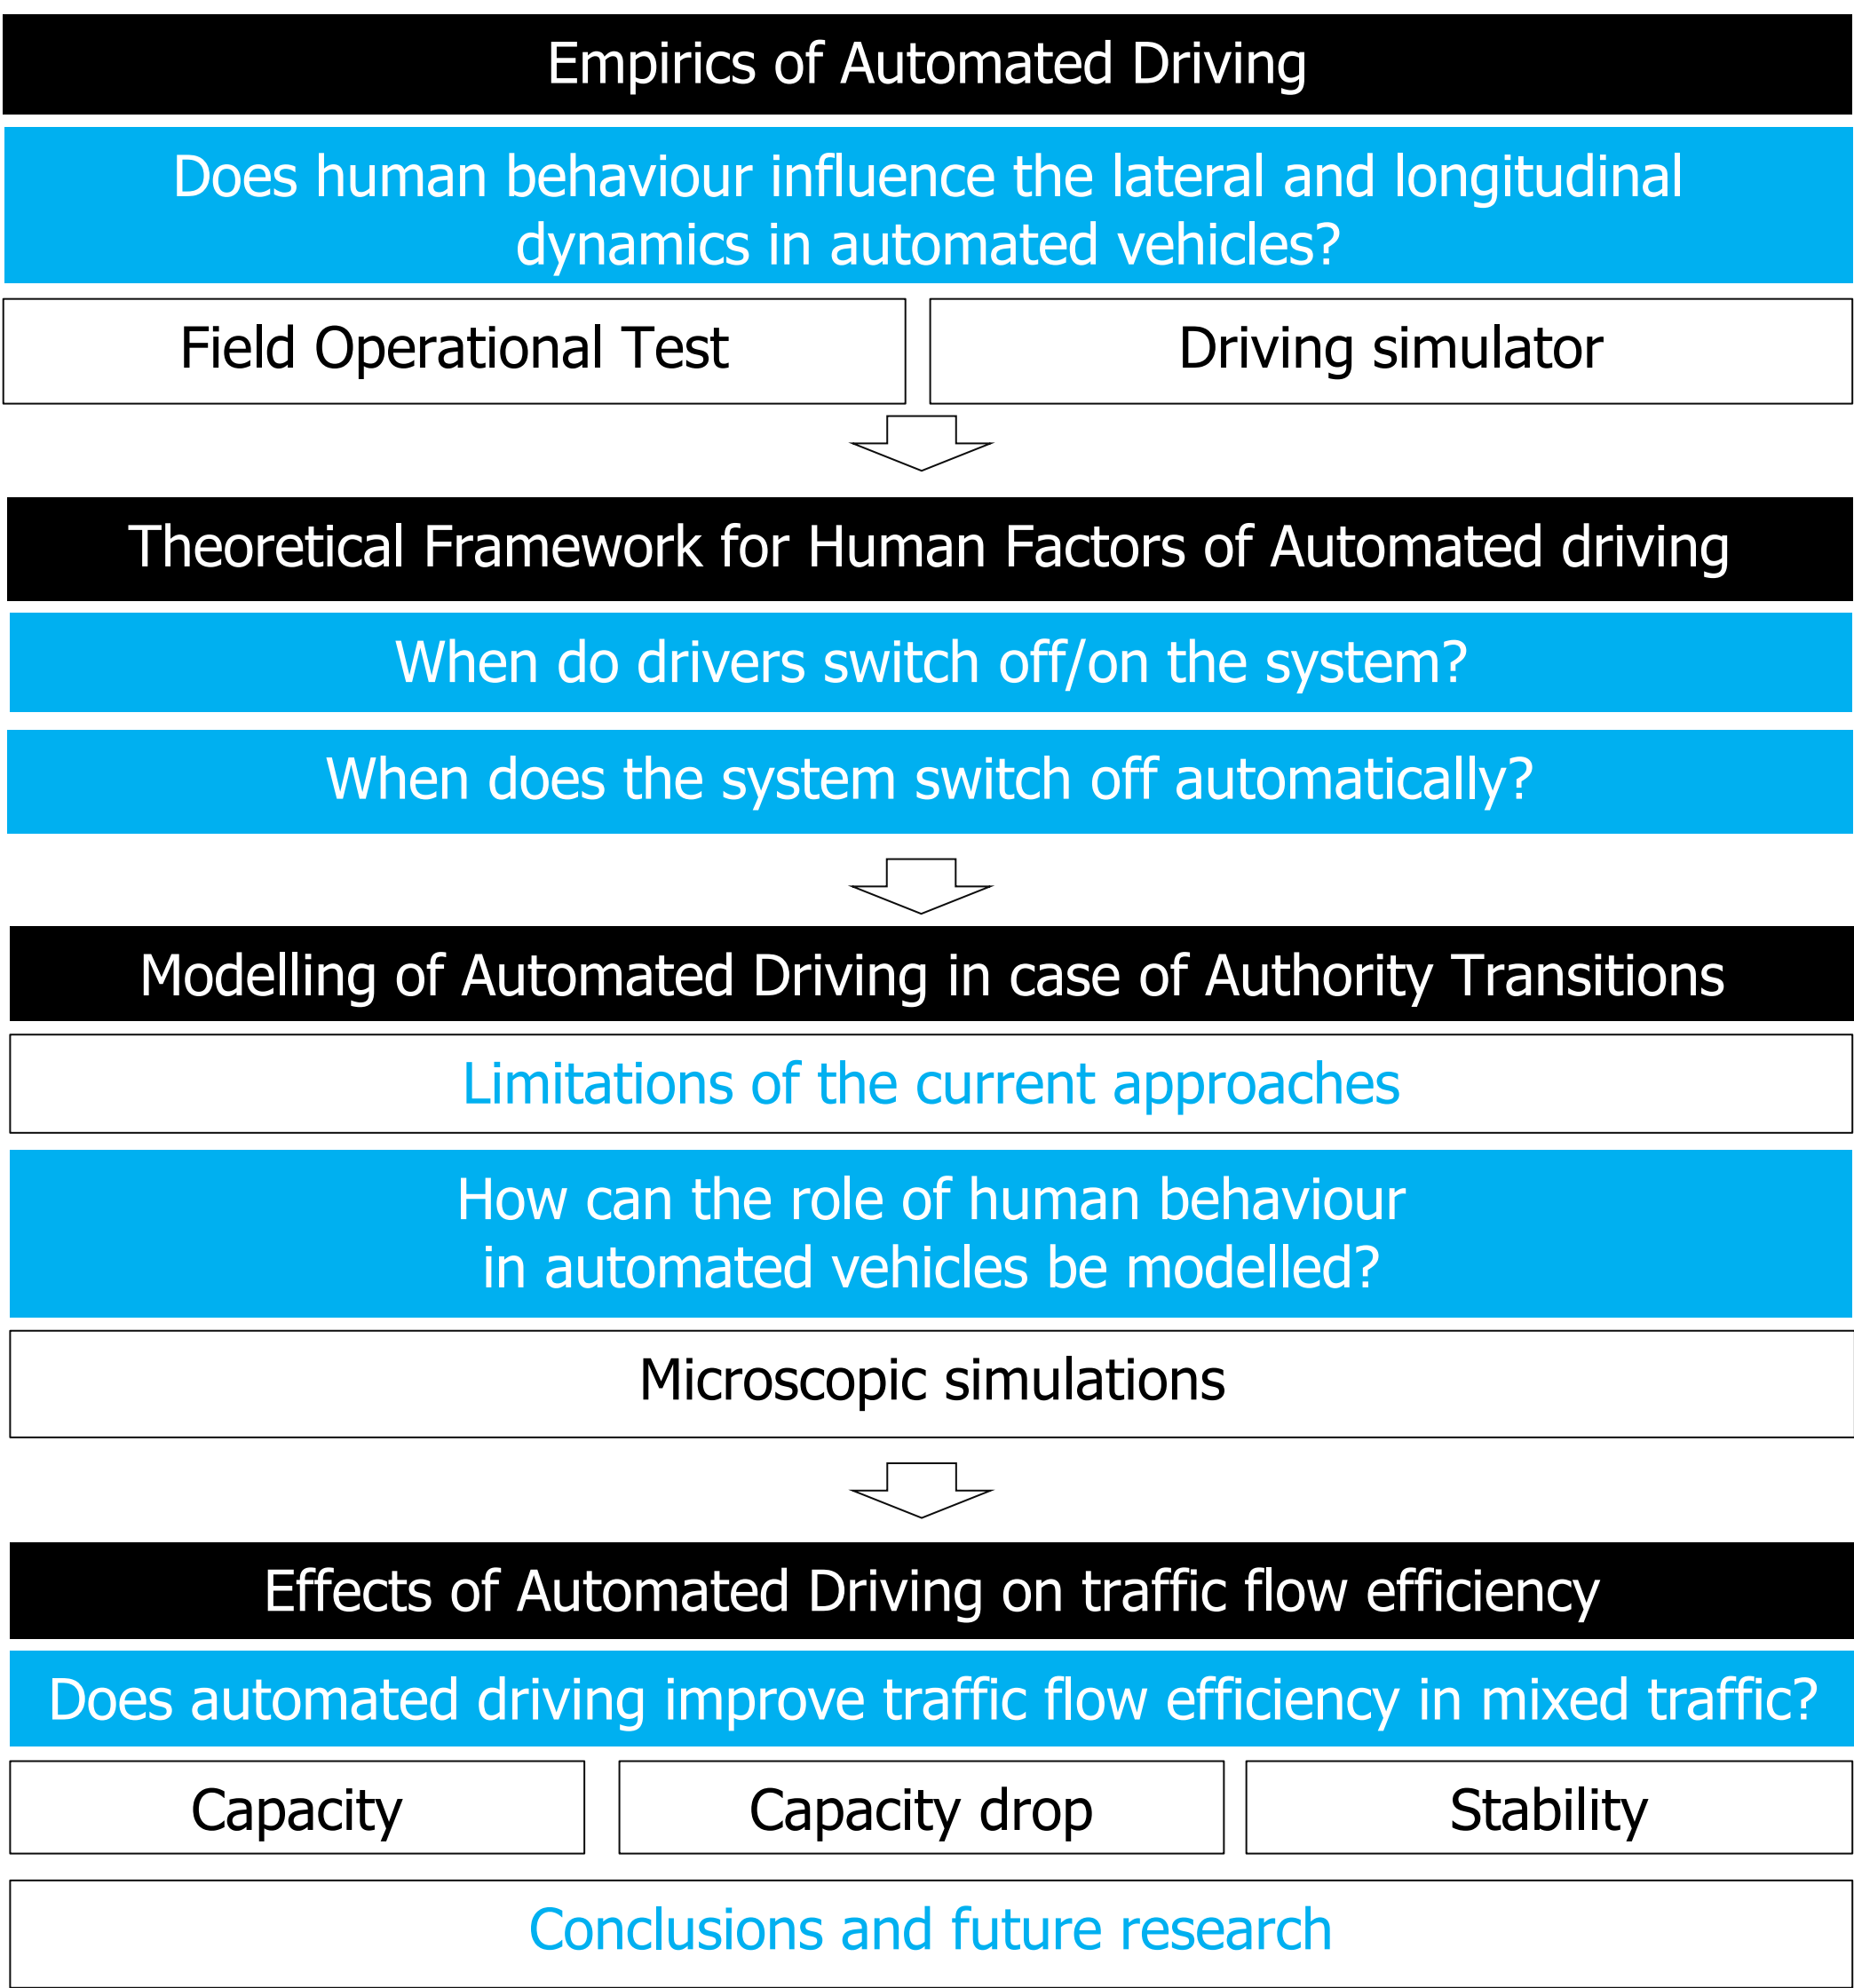 Empirics of Automated Driving
Does human behaviour influence the lateral and longitudinal
dynamics in automated vehicles?
Field Operational Test
Driving simulator
Theoretical Framework for Human Factors of Automated driving
When do drivers switch off/on the system?
When does the system switch off automatically?
Modelling of Automated Driving in case of Authority Transitions
Limitations of the current approaches
How can the role of human behaviour
in automated vehicles be modelled?
Microscopic simulations
Effects of Automated Driving on traffic flow efficiency
Does automated driving improve traffic flow efficiency in mixed traffic?
Capacity
Capacity drop
Stability
Conclusions and future research